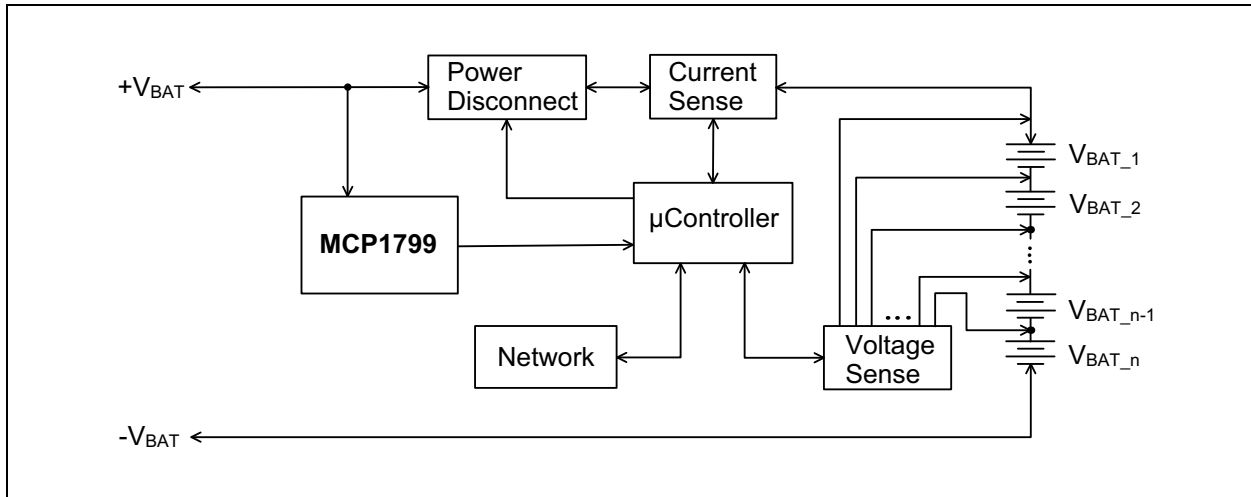 +VBAT
Power
Disconnect
Current
Sense
VBAT_1
VBAT_2
MCP1799
µController
VBAT_n-1
Network
Voltage
Sense
VBAT_n
-VBAT